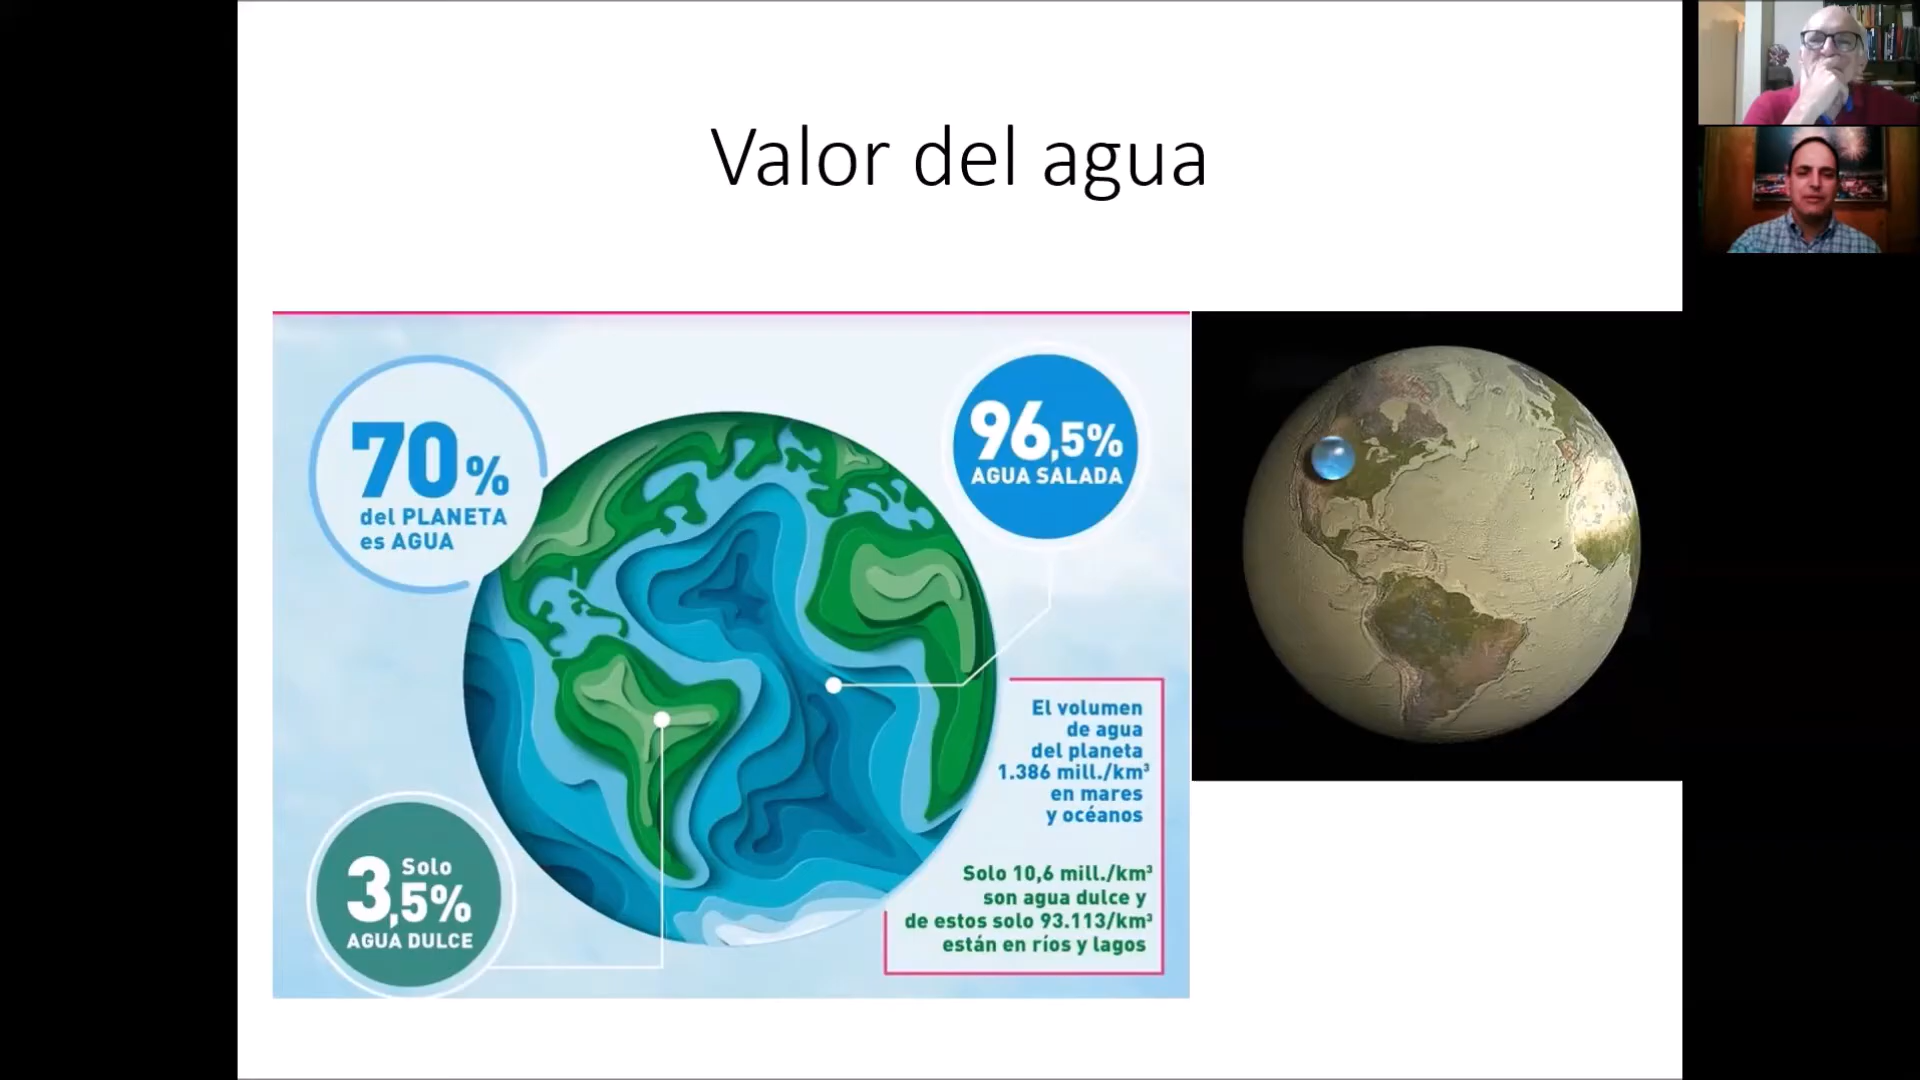 Valor del agua
70%
del PLANETA
es AGUA
96,5%
AGUA SALADA
El volumen
de agua
del planeta
1.386 mill./km³
en mares
y océanos
Solo 10,6 mill./km³
son agua dulce y
de estos solo 93.113/km³
están en ríos y lagos
Solo
3,5%
AGUA DULCE